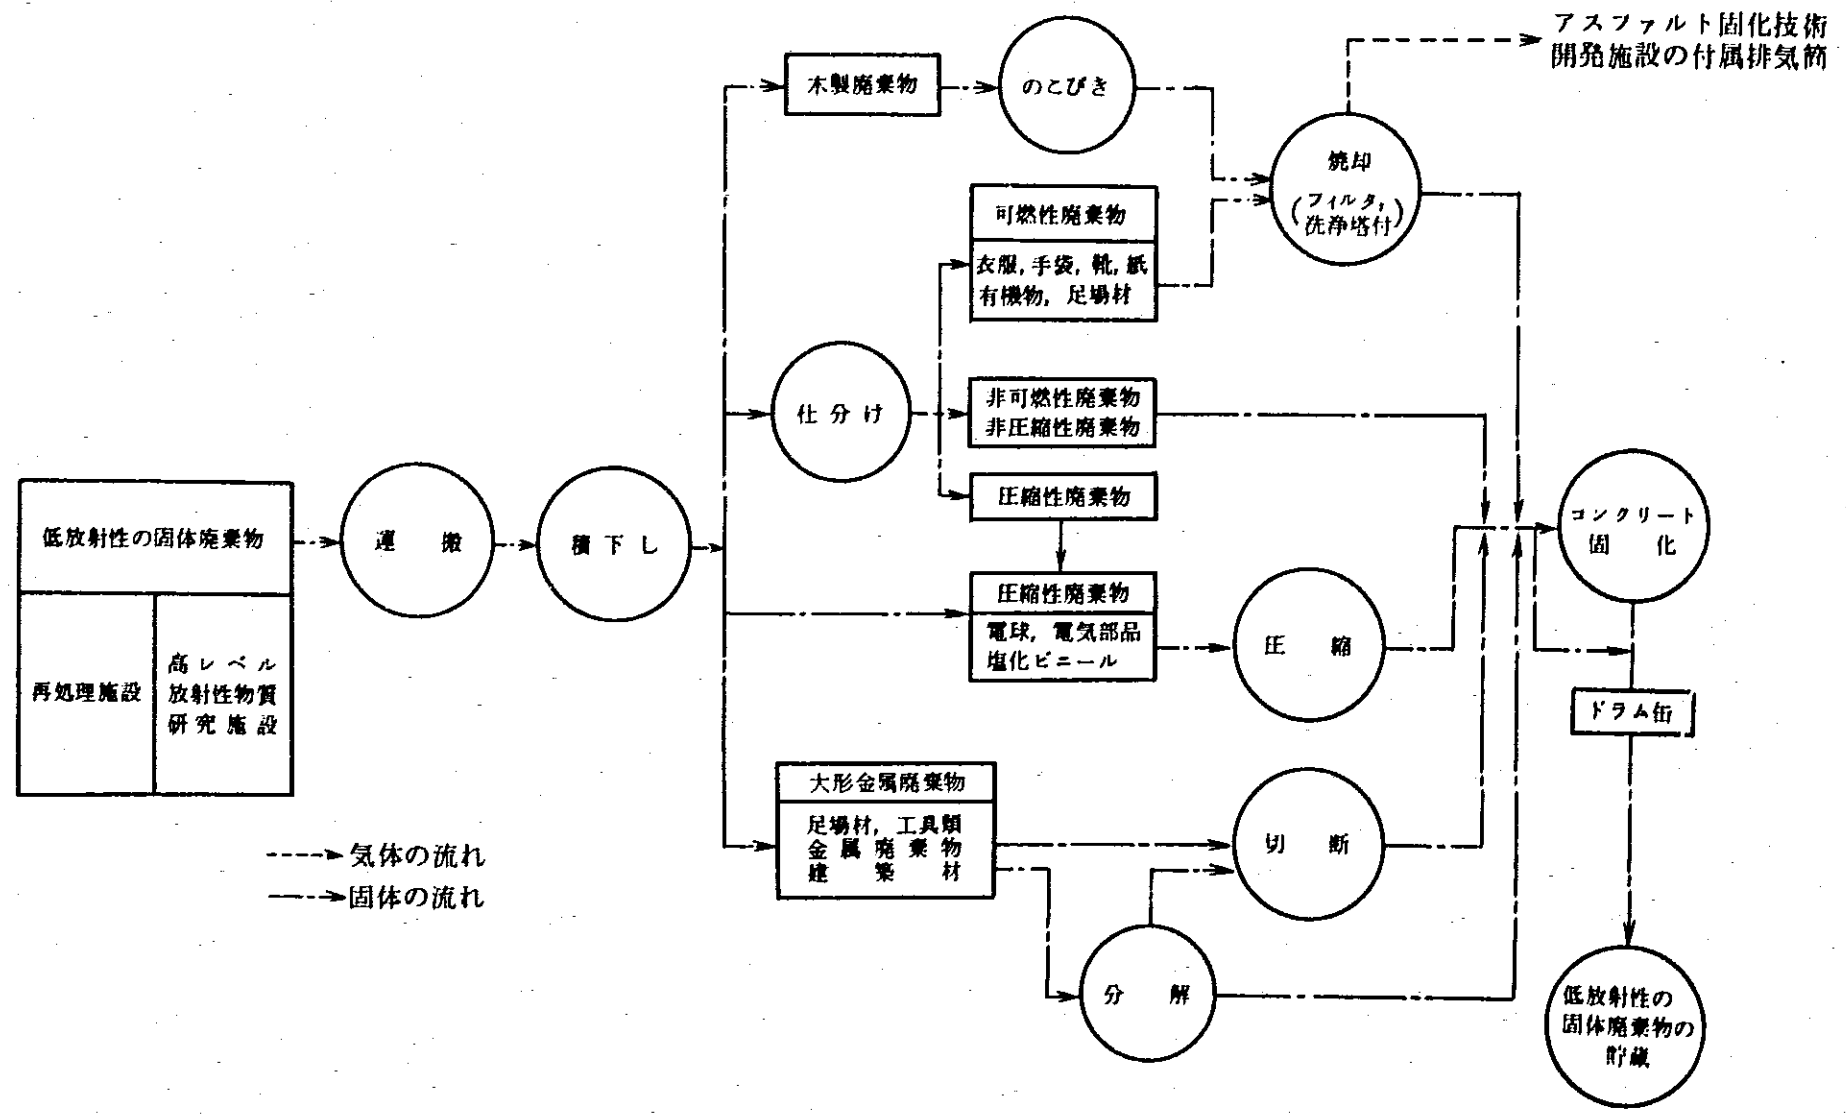 アスファルト固化技術
開発施設の付属排気筒
木製廃棄物
のこびき
焼却
(フィルタ,
洗浄塔付)
可燃性廃棄物
衣服,手袋,靴,紙
有機物,足場材
仕分け
非可燃性廃棄物
非圧縮性廃棄物
圧縮性廃棄物
低放射性の固体廃棄物
再処理施設
高レベル
放射性物質
研究施設
運搬
積下し
圧縮性廃棄物
電球,電気部品
塩化ビニール
圧縮
コンクリート
固化
ドラム缶
大形金属廃棄物
足場材,工具類
金属廃棄物
建築材
切断
分解
低放射性の
固体廃棄物の
貯蔵
気体の流れ
固体の流れ